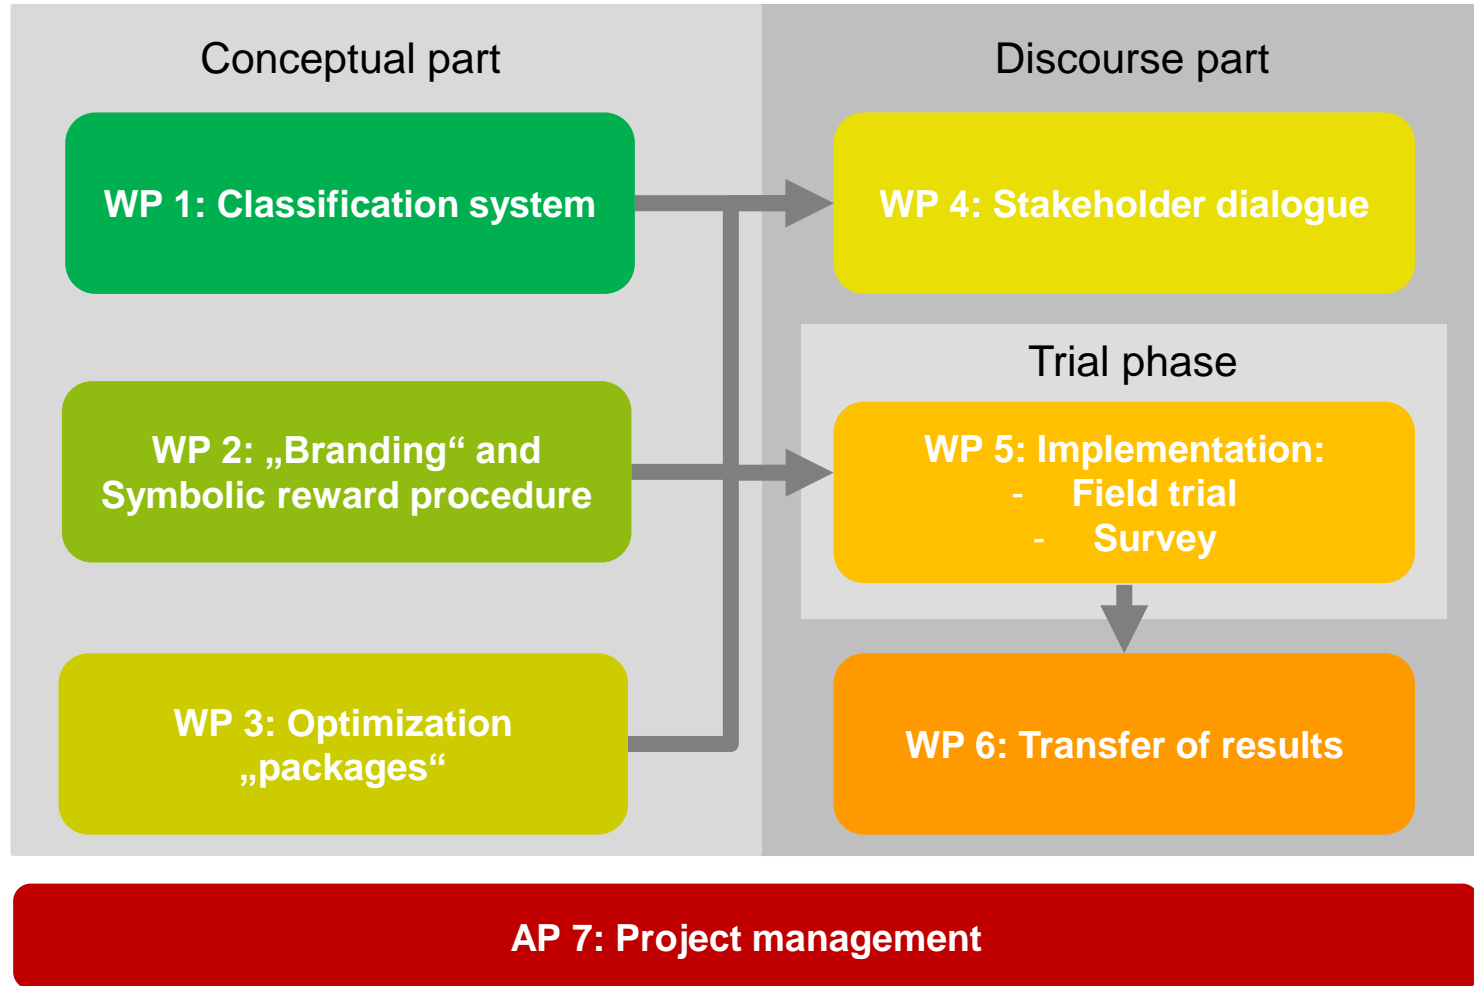 Conceptual part
WP 1: Classification system
WP 2: „Branding“ and
Symbolic reward procedure
WP 3: Optimization
„packages“
Discourse part
WP 4: Stakeholder dialogue
Trial phase
WP 5: Implementation:
- Field trial
- Survey
WP 6: Transfer of results
AP 7: Project management